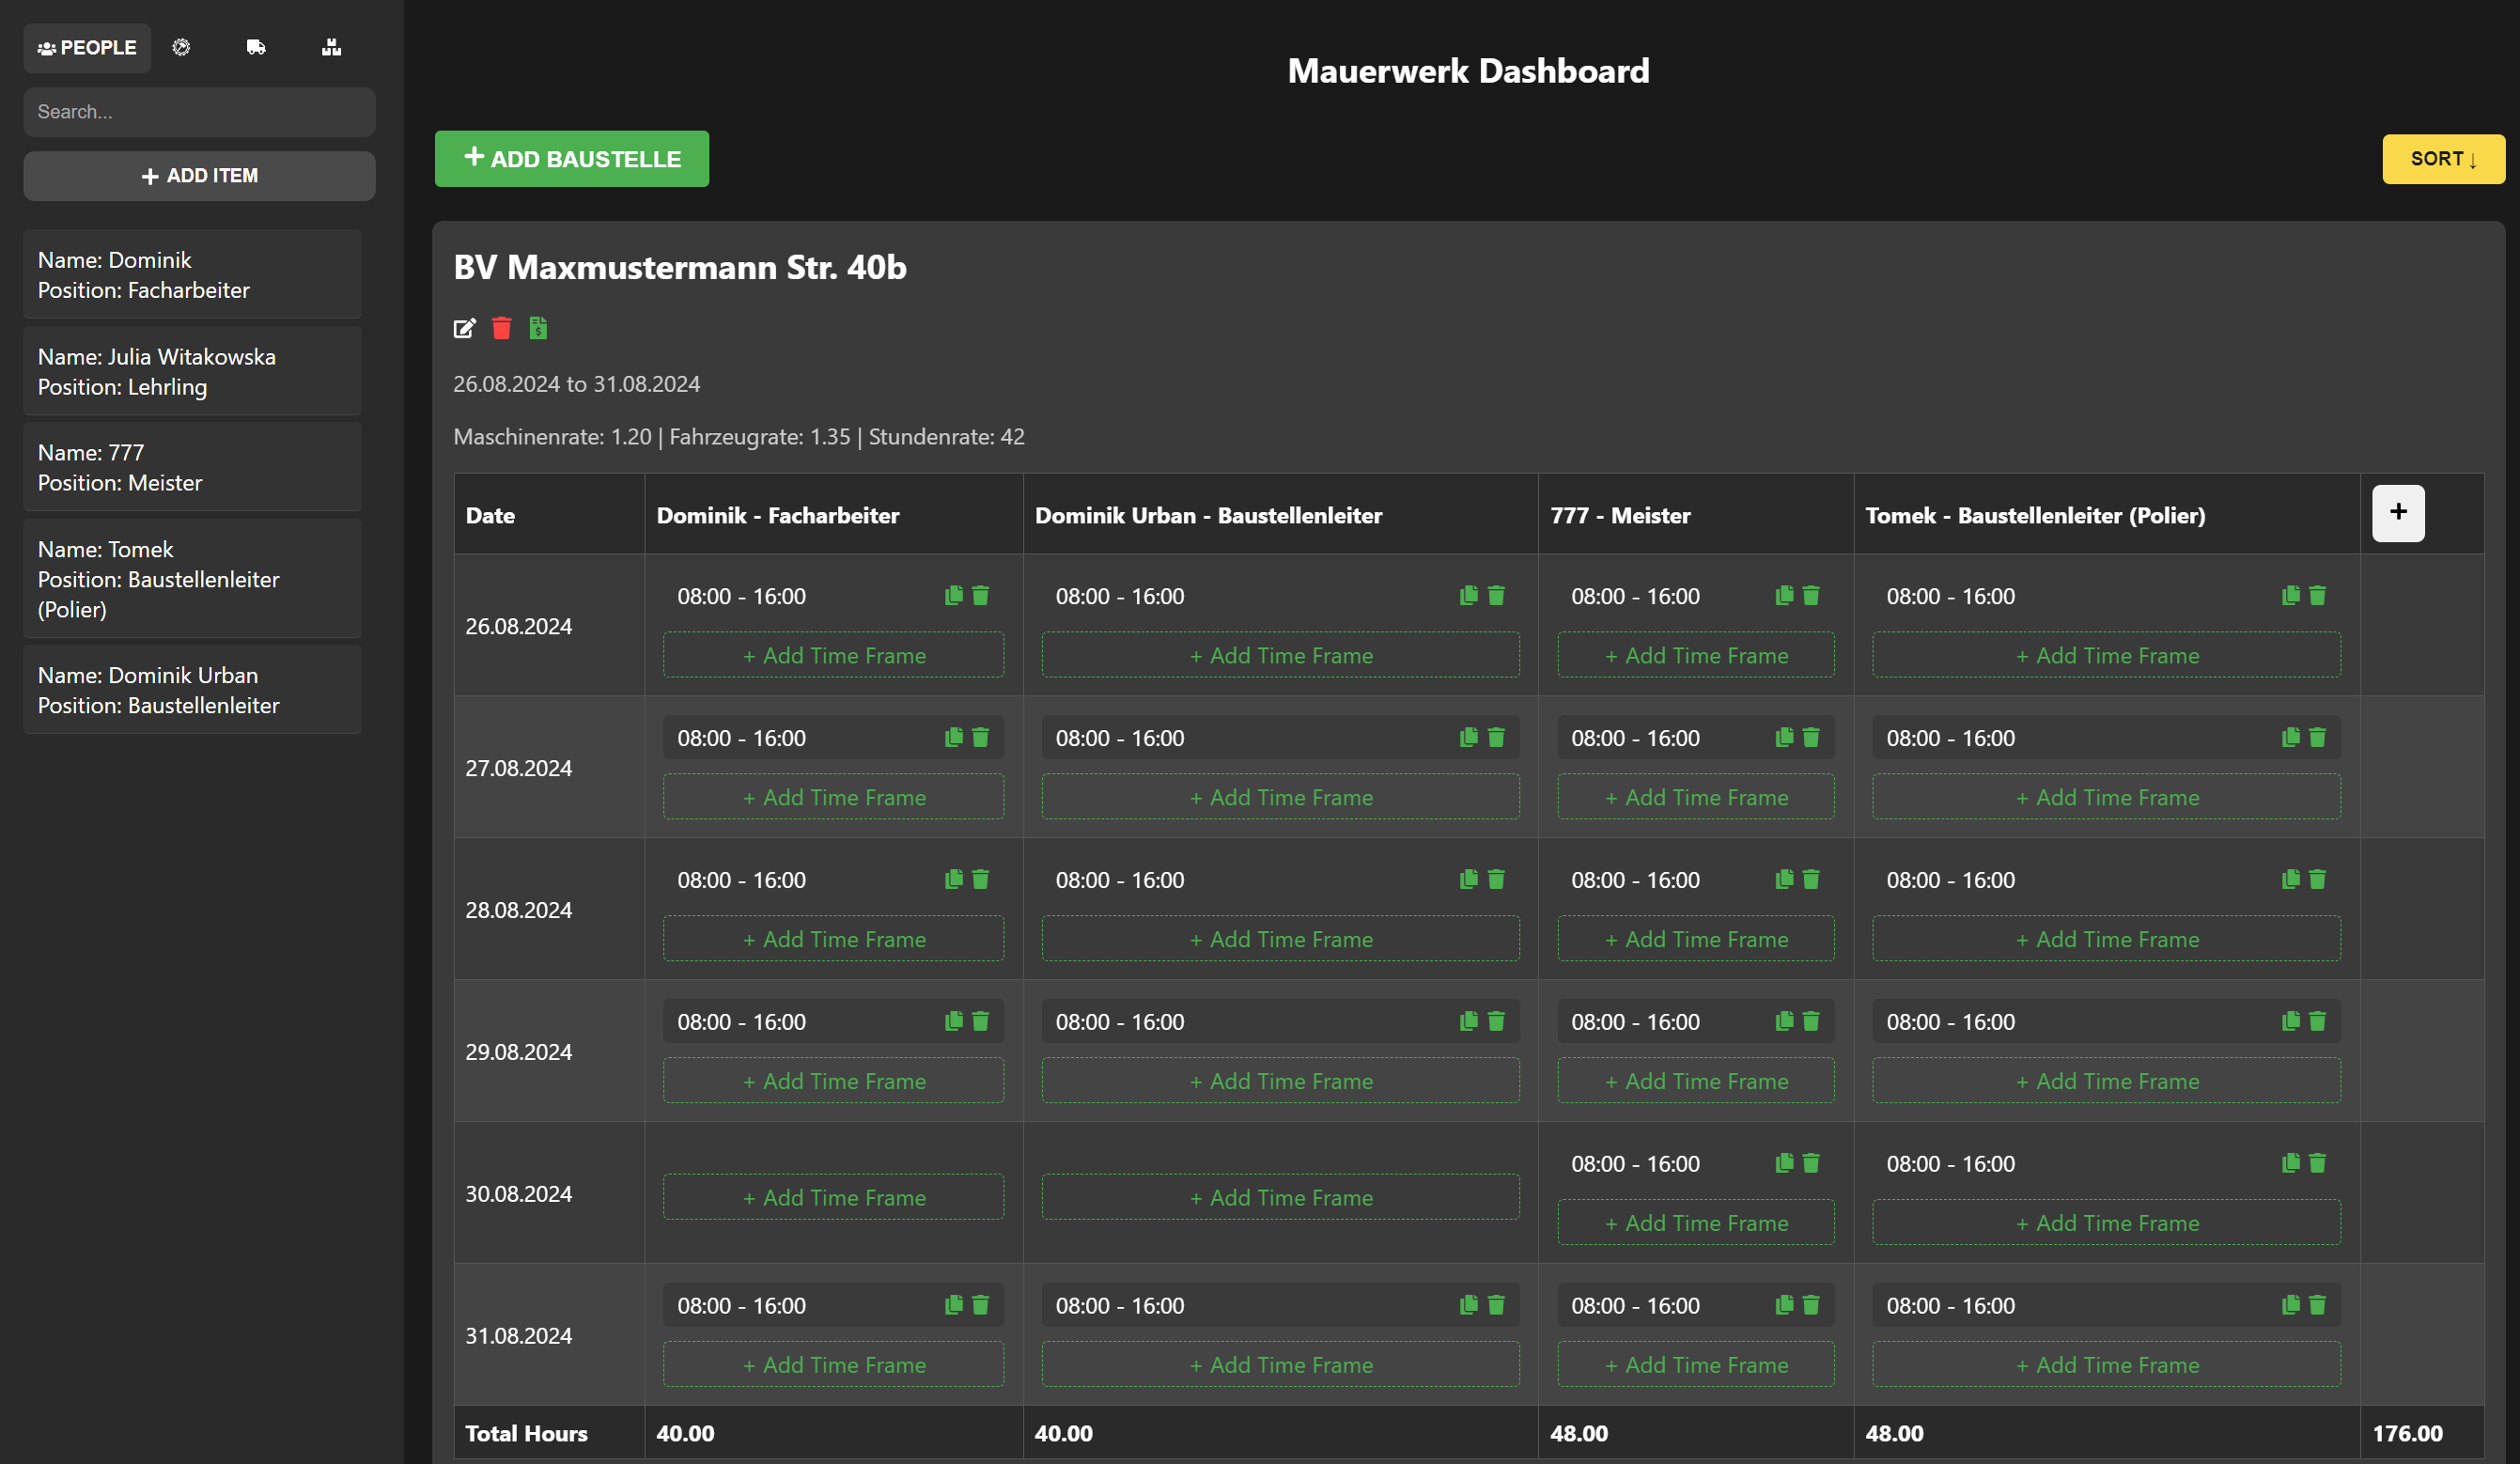 PEOPLE
Search...
+ ADD ITEM
Name: Dominik
Position: Facharbeiter
Name: Julia Witakowska
Position: Lehrling
Name: 777
Position: Meister
Name: Tomek
Position: Baustellenleiter
(Polier)
Name: Dominik Urban
Position: Baustellenleiter
Mauerwerk Dashboard
+ ADD BAUSTELLE
SORT ↓
BV Maxmustermann Str. 40b
26.08.2024 to 31.08.2024
Maschinenrate: 1.20 | Fahrzeugrate: 1.35 | Stundenrate: 42
Date Dominik - Facharbeiter Dominik Urban - Baustellenleiter 777 - Meister Tomek - Baustellenleiter (Polier) +
08:00 - 16:00 08:00 - 16:00 08:00 - 16:00 08:00 - 16:00
26.08.2024
+ Add Time Frame + Add Time Frame + Add Time Frame + Add Time Frame
08:00 - 16:00 08:00 - 16:00 08:00 - 16:00 08:00 - 16:00
27.08.2024
+ Add Time Frame + Add Time Frame + Add Time Frame + Add Time Frame
08:00 - 16:00 08:00 - 16:00 08:00 - 16:00 08:00 - 16:00
28.08.2024
+ Add Time Frame + Add Time Frame + Add Time Frame + Add Time Frame
08:00 - 16:00 08:00 - 16:00 08:00 - 16:00 08:00 - 16:00
29.08.2024
+ Add Time Frame + Add Time Frame + Add Time Frame + Add Time Frame
08:00 - 16:00 08:00 - 16:00
30.08.2024 + Add Time Frame + Add Time Frame
+ Add Time Frame + Add Time Frame
08:00 - 16:00 08:00 - 16:00 08:00 - 16:00 08:00 - 16:00
31.08.2024
+ Add Time Frame + Add Time Frame + Add Time Frame + Add Time Frame
Total Hours 40.00 40.00 48.00 48.00 176.00